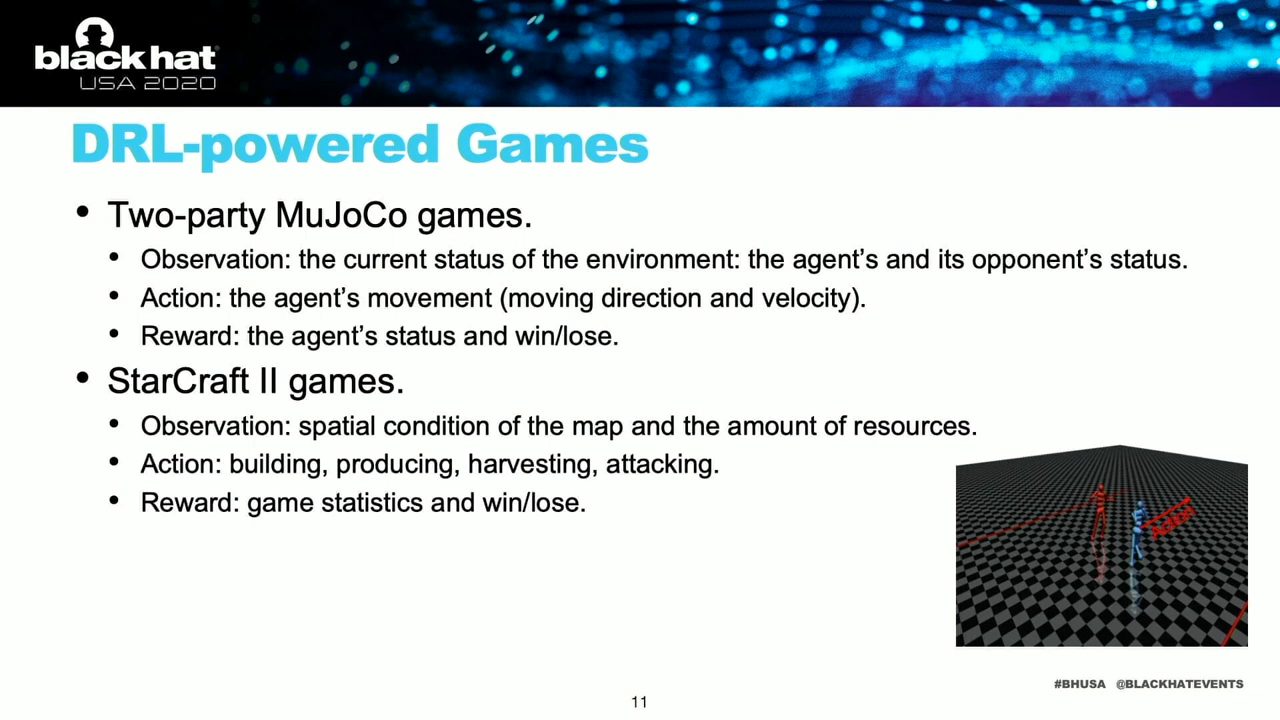 black hat
USA 2020
DRL-powered Games
• Two-party MuJoCo games.
• Observation: the current status of the environment: the agent’s and its opponent’s status.
• Action: the agent’s movement (moving direction and velocity).
• Reward: the agent’s status and win/lose.
• StarCraft II games.
• Observation: spatial condition of the map and the amount of resources.
• Action: building, producing, harvesting, attacking.
• Reward: game statistics and win/lose.
Action
#BHUSA @BLACKHATEVENTS
11